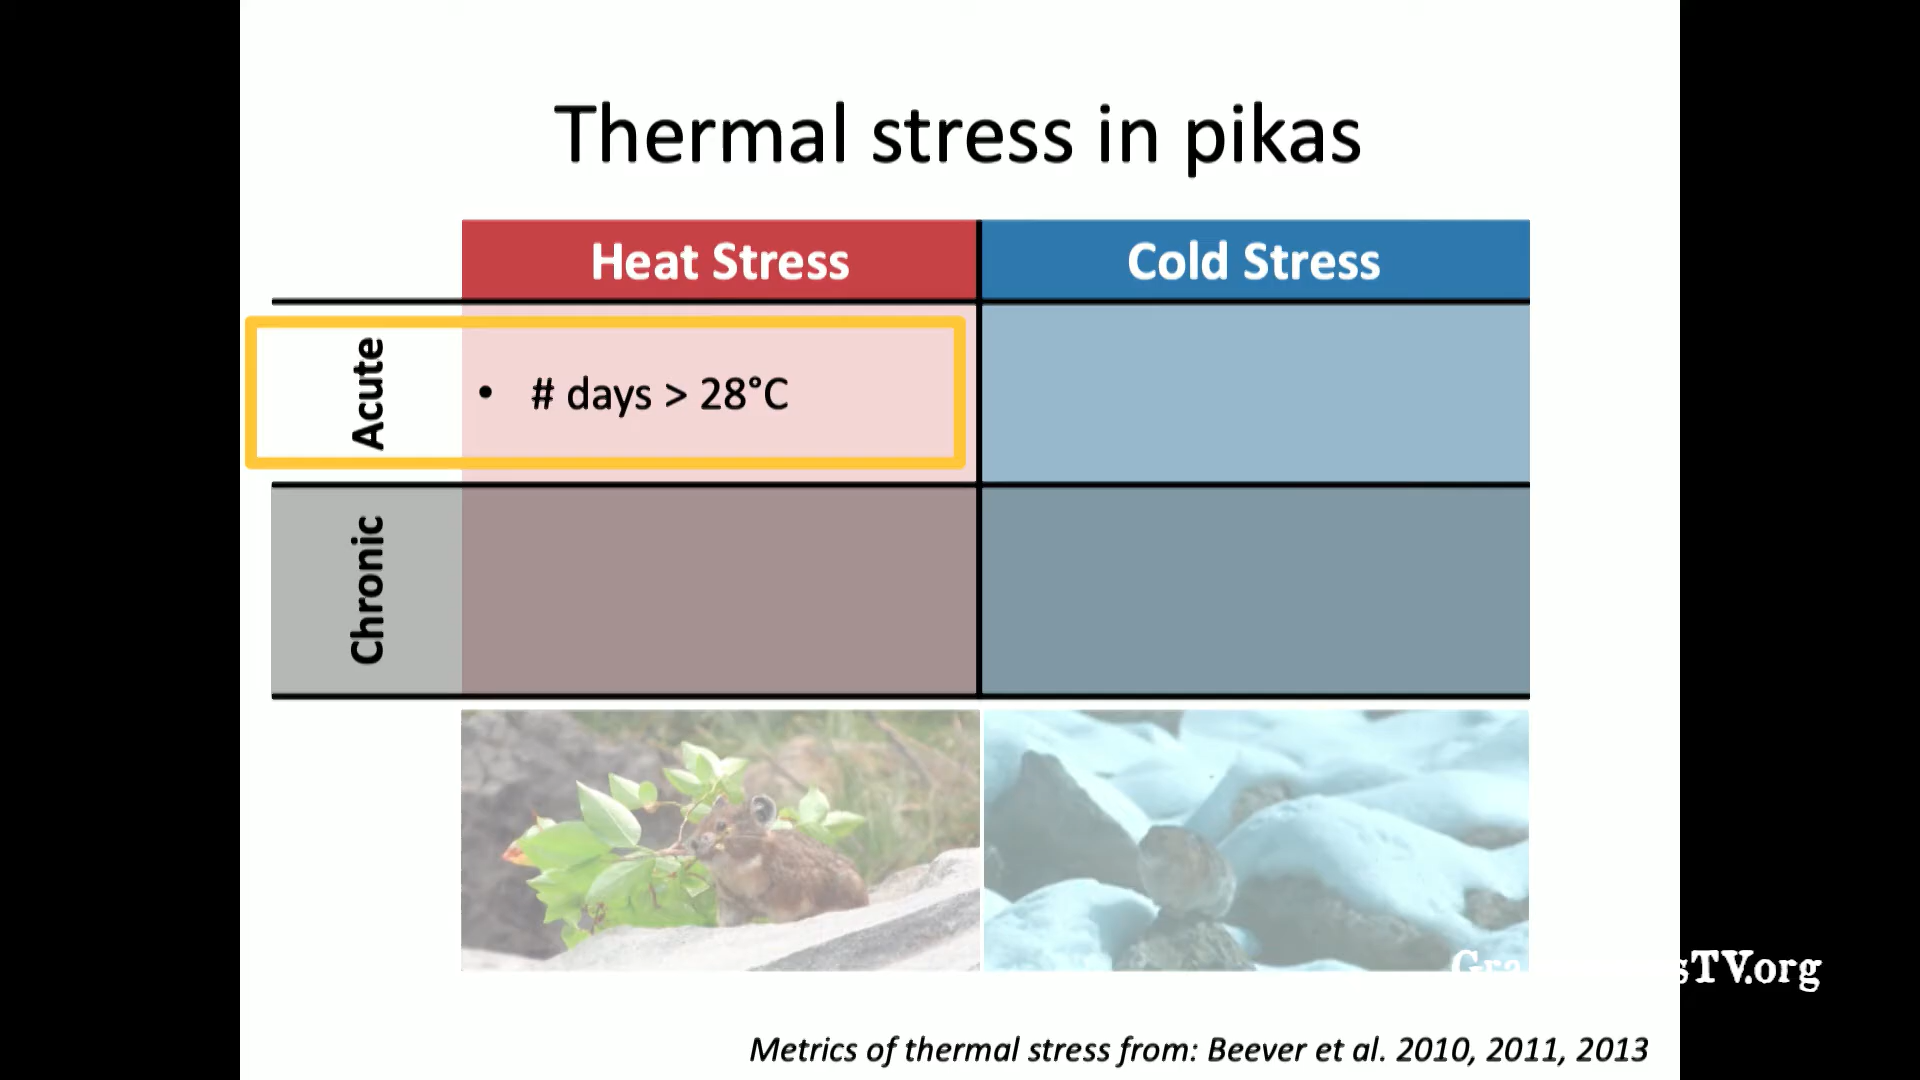 Thermal stress in pikas
Heat Stress
Cold Stress
Acute
• # days > 28°C
Chronic
sTV.org
Metrics of thermal stress from: Beever et al. 2010, 2011, 2013